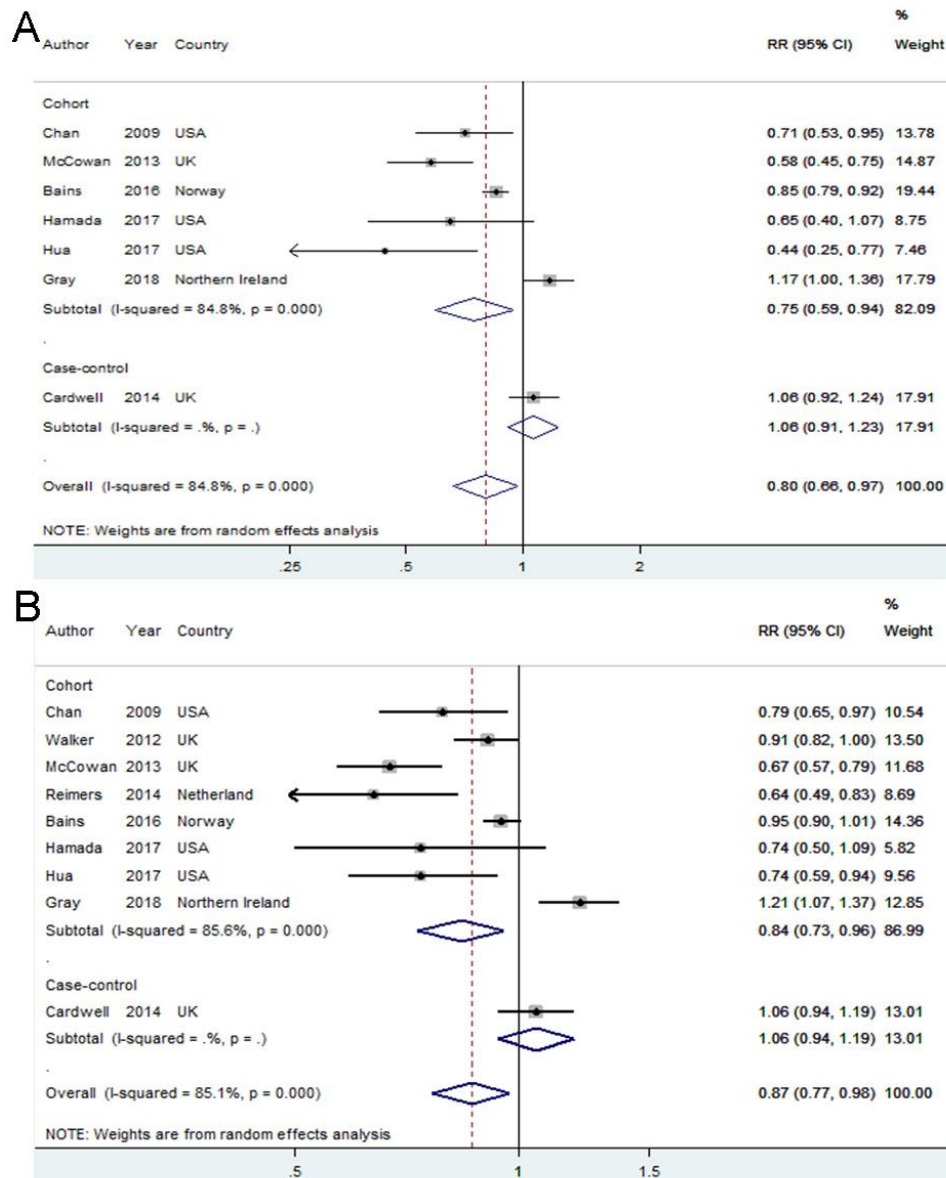 A
%
Author Year Country RR (95% CI) Weight
Cohort
Chan 2009 USA 0.71 (0.53, 0.95) 13.78
McCowan 2013 UK 0.58 (0.45, 0.75) 14.87
Bains 2016 Norway 0.85 (0.79, 0.92) 19.44
Hamada 2017 USA 0.65 (0.40, 1.07) 8.75
Hua 2017 USA 0.44 (0.25, 0.77) 7.46
Gray 2018 Northern Ireland 1.17 (1.00, 1.36) 17.79
Subtotal (I-squared = 84.8%, p = 0.000) 0.75 (0.59, 0.94) 82.09
.
Case-control
Cardwell 2014 UK 1.06 (0.92, 1.24) 17.91
Subtotal (I-squared = .%, p = .) 1.06 (0.91, 1.23) 17.91
.
Overall (I-squared = 84.8%, p = 0.000) 0.80 (0.66, 0.97) 100.00
NOTE: Weights are from random effects analysis
.25 .5 1 2
B
%
Author Year Country RR (95% CI) Weight
Cohort
Chan 2009 USA 0.79 (0.65, 0.97) 10.54
Walker 2012 UK 0.91 (0.82, 1.00) 13.50
McCowan 2013 UK 0.67 (0.57, 0.79) 11.68
Reimers 2014 Netherland 0.64 (0.49, 0.83) 8.69
Bains 2016 Norway 0.95 (0.90, 1.01) 14.36
Hamada 2017 USA 0.74 (0.50, 1.09) 5.82
Hua 2017 USA 0.74 (0.59, 0.94) 9.56
Gray 2018 Northern Ireland 1.21 (1.07, 1.37) 12.85
Subtotal (I-squared = 85.6%, p = 0.000) 0.84 (0.73, 0.96) 86.99
.
Case-control
Cardwell 2014 UK 1.06 (0.94, 1.19) 13.01
Subtotal (I-squared = .%, p = .) 1.06 (0.94, 1.19) 13.01
.
Overall (I-squared = 85.1%, p = 0.000) 0.87 (0.77, 0.98) 100.00
NOTE: Weights are from random effects analysis
.5 1 1.5